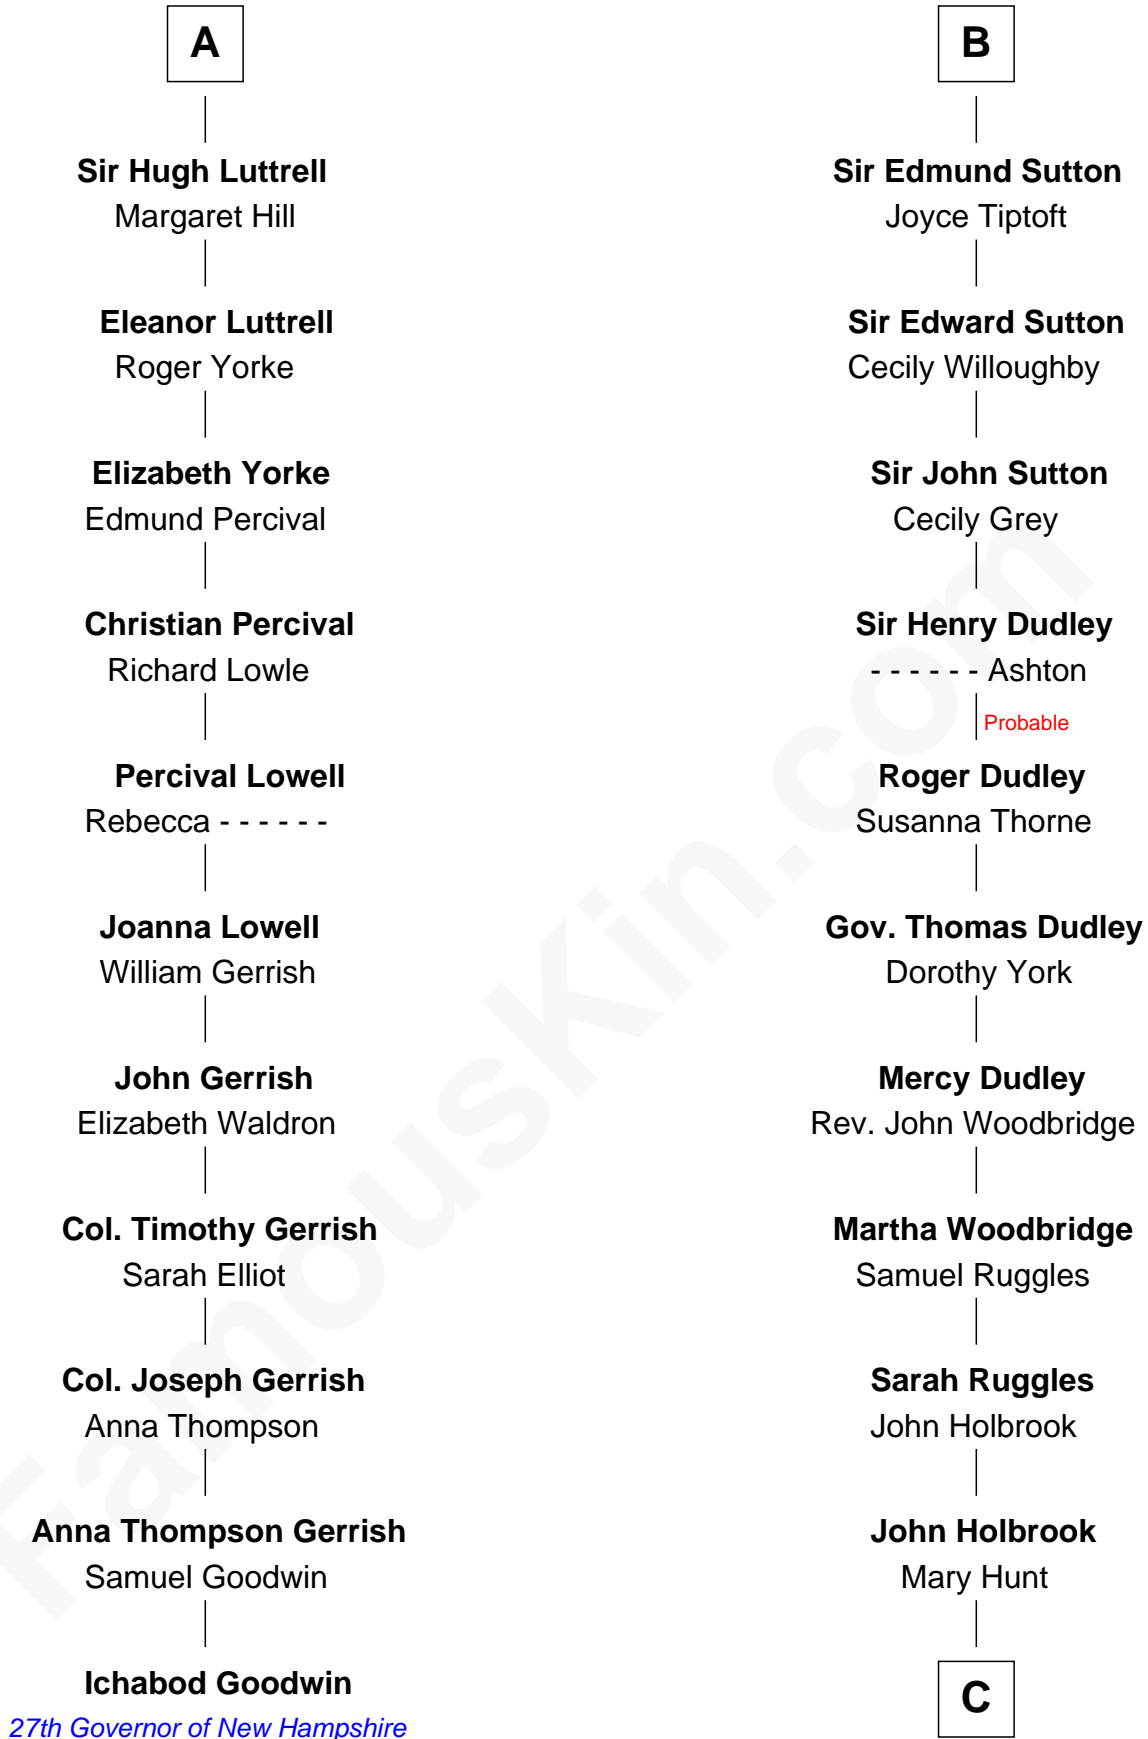 A
Sir Hugh Luttrell
Margaret Hill
Eleanor Luttrell
Roger Yorke
Elizabeth Yorke
Edmund Percival
Christian Percival
Richard Lowle
Percival Lowell
Rebecca - - - - - -
Joanna Lowell
William Gerrish
John Gerrish
Elizabeth Waldron
Col. Timothy Gerrish
Sarah Elliot
Col. Joseph Gerrish
Anna Thompson
Anna Thompson Gerrish
Samuel Goodwin
Ichabod Goodwin
27th Governor of New Hampshire
B
Sir Edmund Sutton
Joyce Tiptoft
Sir Edward Sutton
Cecily Willoughby
Sir John Sutton
Cecily Grey
Sir Henry Dudley
- - - - - - Ashton
Probable
Roger Dudley
Susanna Thorne
Gov. Thomas Dudley
Dorothy York
Mercy Dudley
Rev. John Woodbridge
Martha Woodbridge
Samuel Ruggles
Sarah Ruggles
John Holbrook
John Holbrook
Mary Hunt
C
FamousKin.com